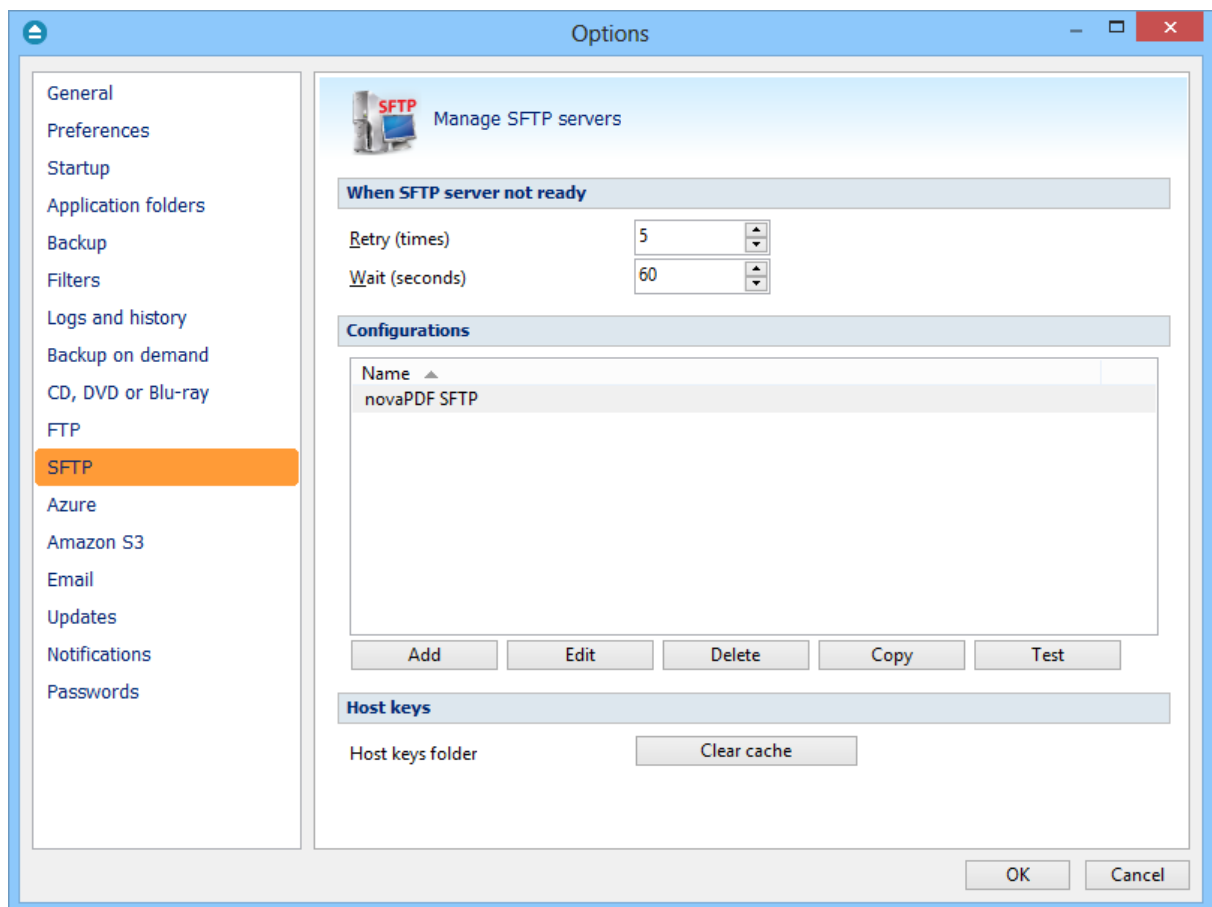 Options
General
Preferences
Startup
Application folders
Backup
Filters
Logs and history
Backup on demand
CD, DVD or Blu-ray
FTP
SFTP
Azure
Amazon S3
Email
Updates
Notifications
Passwords
SFTP
Manage SFTP servers
When SFTP server not ready
Retry (times) 5
Wait (seconds) 60
Configurations
Name
novaPDF SFTP
Add Edit Delete Copy Test
Host keys
Host keys folder Clear cache
OK Cancel